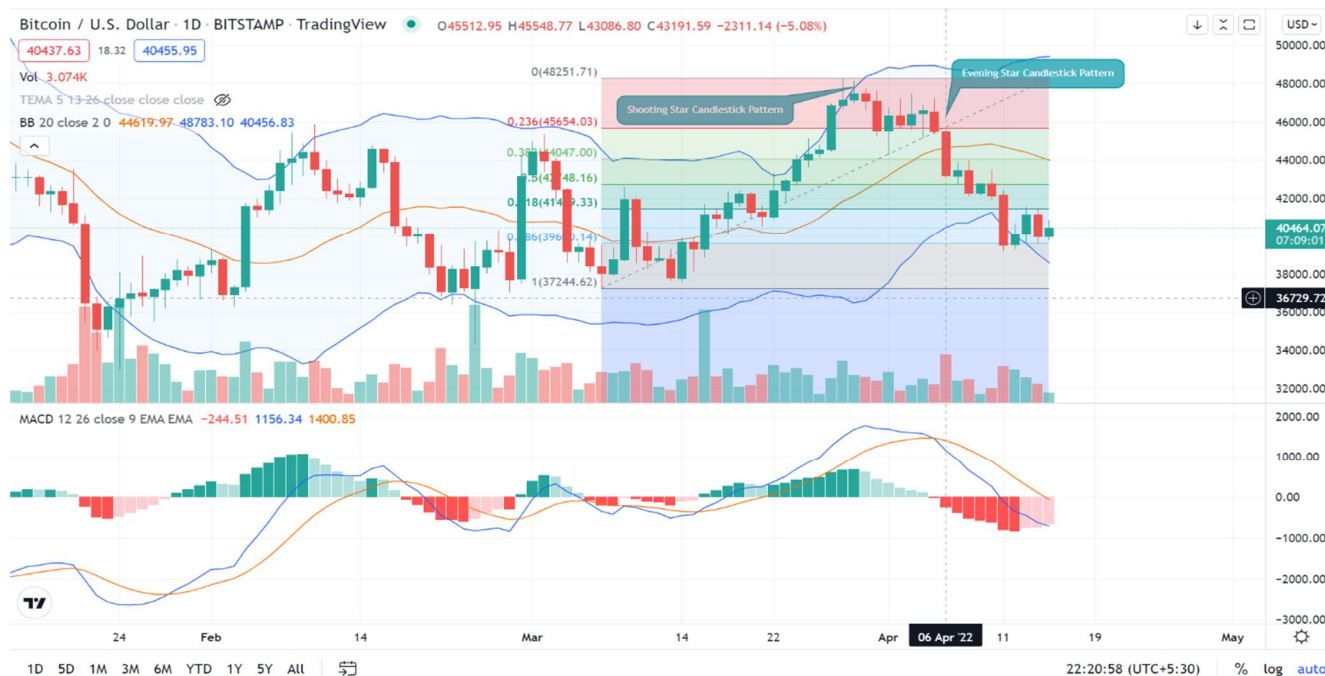 Bitcoin / U.S. Dollar · 1D · BITSTAMP · TradingView O45512.95 H45548.77 L43086.80 C43191.59 −2311.14 (−5.08%)
USD
40437.63 18.32 40455.95
Vol 3.074K
TEMA 5 13 26 close close close
BB 20 close 2 0 44619.97 48783.10 40456.83
50000.00
48000.00
46000.00
44000.00
42000.00
40464.07
07:09:01
38000.00
36729.72
36000.00
34000.00
32000.00
0(48251.71)
0.236(45654.03)
(44047.00)
1(37244.62)
Shooting Star Candlestick Pattern
Evening Star Candlestick Pattern
MACD 12 26 close 9 EMA EMA −244.51 1156.34 1400.85
2000.00
1000.00
0.00
−1000.00
−2000.00
−3000.00
24 Feb 14 Mar 14 22 Apr 06 Apr '22 11 19 May
1D 5D 1M 3M 6M YTD 1Y 5Y All 22:20:58 (UTC+5:30) % log auto